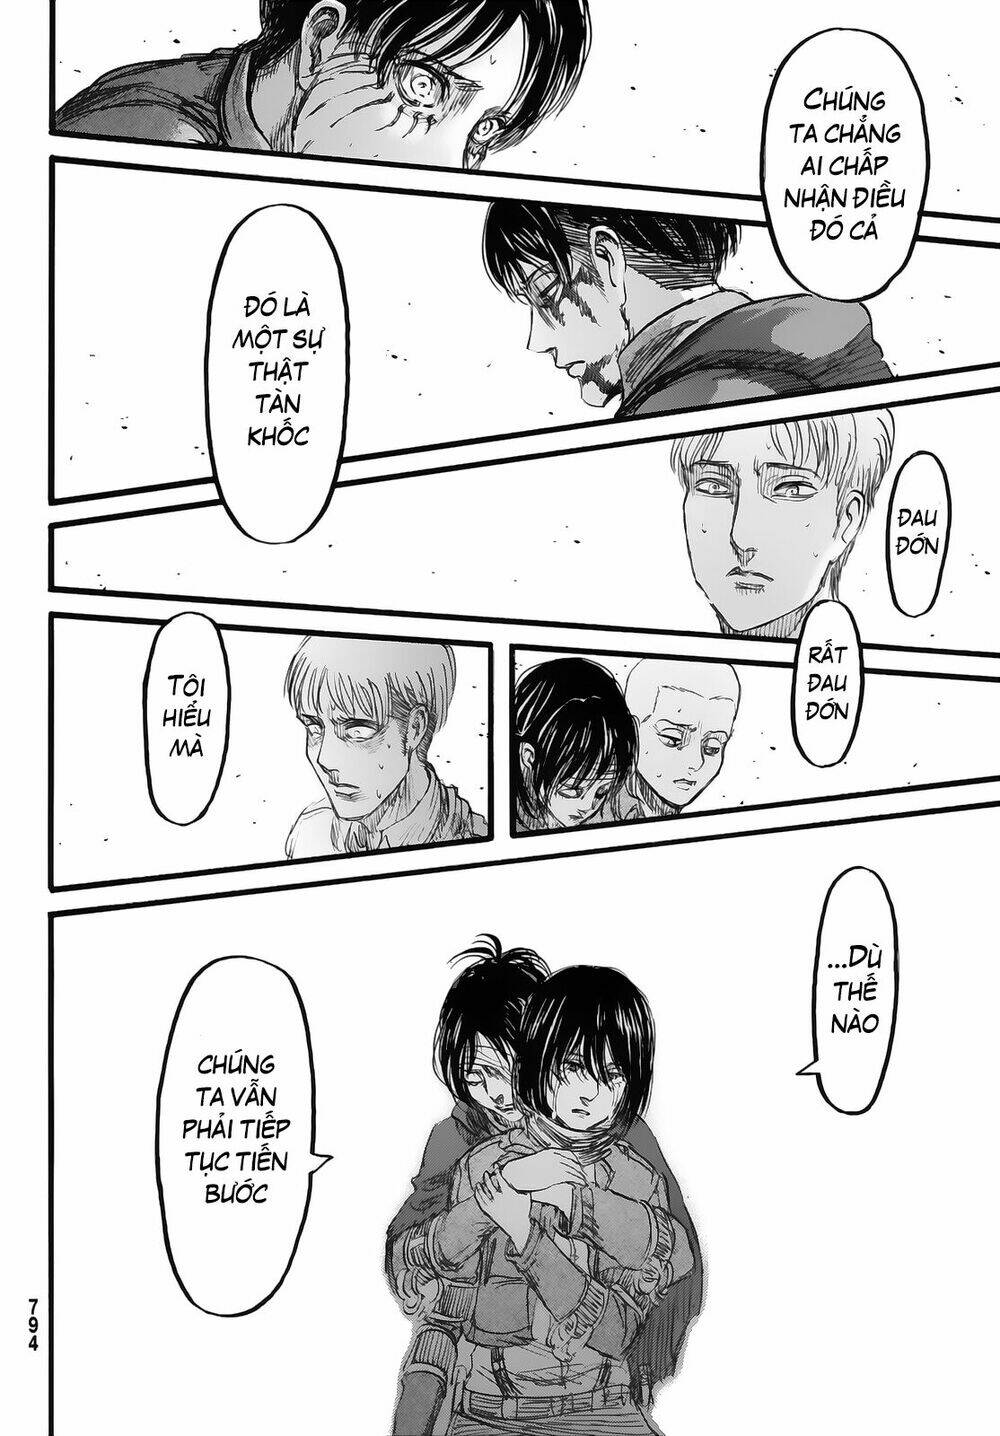 CHÚNG
TA CHẲNG
AI CHẤP
NHẬN ĐIỀU
ĐÓ CẢ
ĐÓ LÀ
MỘT SỰ
THẬT
TÀN
KHỐC
ĐAU
ĐỚN
RẤT
ĐAU
ĐỚN
TÔI
HIỂU
MÀ
...DÙ
THẾ
NÀO
CHÚNG
TA VẪN
PHẢI TIẾP
TỤC TIẾN
BƯỚC
794